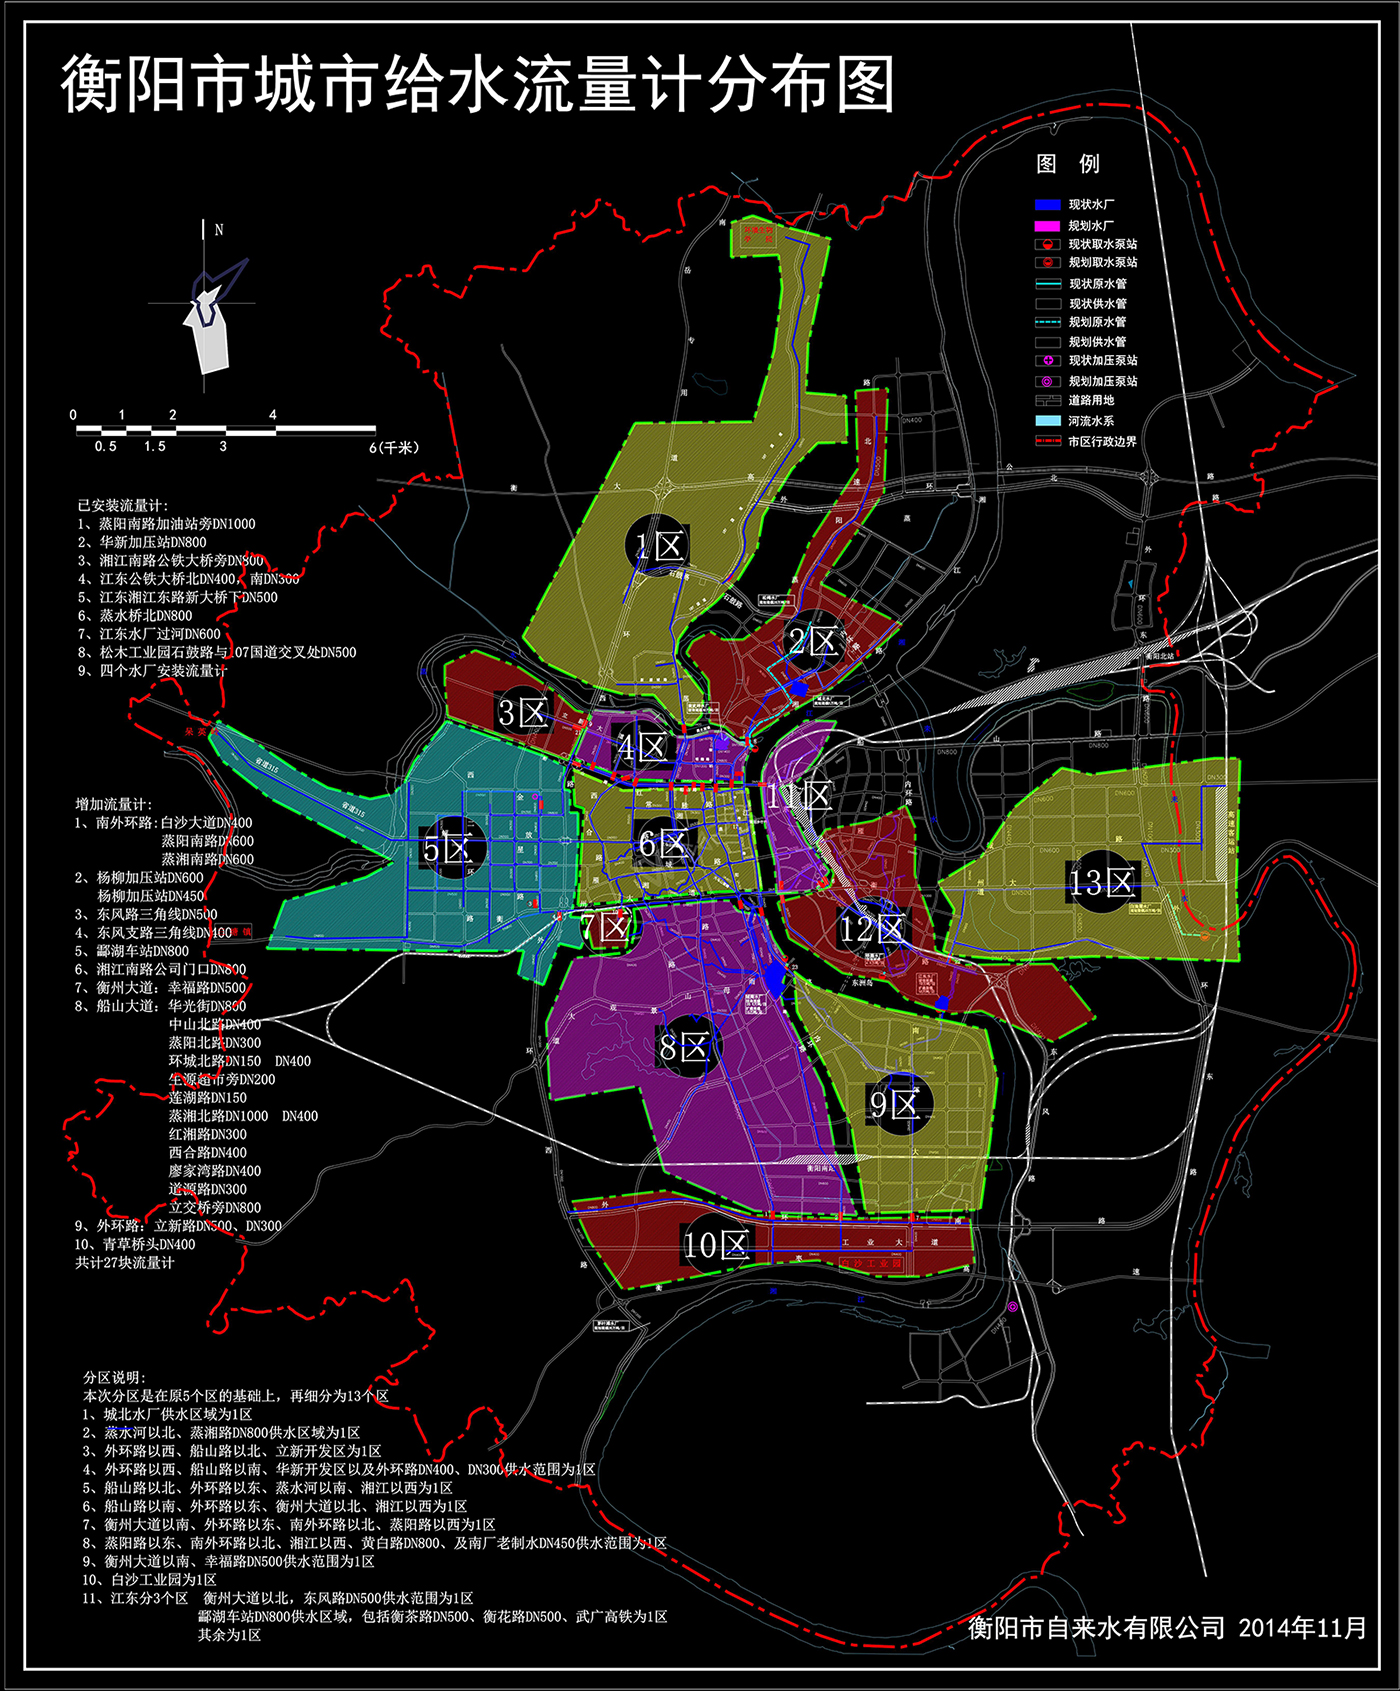 衡阳市城市给水流量计分布图
N
0 1 2 4
0.5 1.5 3 6(千米)
图 例
现状水厂
规划水厂
现状取水泵站
规划取水泵站
现状原水管
现状供水管
规划原水管
规划供水管
现状加压泵站
规划加压泵站
道路用地
河流水系
市区行政边界
已安装流量计:
1、蒸阳南路加油站旁DN1000
2、华新加压站DN800
3、湘江南路公铁大桥旁DN800
4、江东公铁大桥北DN400，南DN300
5、江东湘江东路新大桥下DN500
6、蒸水桥北DN800
7、江东水厂过河DN600
8、松木工业园石鼓路与107国道交叉处DN500
9、四个水厂安装流量计
增加流量计:
1、南外环路:白沙大道DN400
蒸阳南路DN600
蒸湘南路DN600
2、杨柳加压站DN600
杨柳加压站DN450
3、东风路三角线DN500
4、东风支路三角线DN400
5、酃湖车站DN800
6、湘江南路公司门口DN800
7、衡州大道: 幸福路DN500
8、船山大道: 华光街DN800
中山北路DN400
蒸阳北路DN300
环城北路DN150 DN400
生源超市旁DN200
莲湖路DN150
蒸湘北路DN1000 DN400
红湘路DN300
西合路DN400
廖家湾路DN400
道源路DN300
立交桥旁DN800
9、外环路: 立新路DN500、DN300
10、青草桥头DN400
共计27块流量计
1区
2区
3区
4区
5区
6区
7区
8区
9区
10区
11区
12区
13区
省道315
省道315
石鼓路
衡阳北站
东洲岛
衡阳南站
工业大道
白沙工业园
DN400
DN600
DN800
DN600
DN600
DN300
分区说明:
本次分区是在原5个区的基础上，再细分为13个区
1、城北水厂供水区域为1区
2、蒸水河以北、蒸湘路DN800供水区域为1区
3、外环路以西、船山路以北、立新开发区为1区
4、外环路以西、船山路以南、华新开发区以及外环路DN400、DN300供水范围为1区
5、船山路以北、外环路以东、蒸水河以南、湘江以西为1区
6、船山路以南、外环路以东、衡州大道以北、湘江以西为1区
7、衡州大道以南、外环路以东、南外环路以北、蒸阳路以西为1区
8、蒸阳路以东、南外环路以北、湘江以西、黄白路DN800、及南厂老制水DN450供水范围为1区
9、衡州大道以南、幸福路DN500供水范围为1区
10、白沙工业园为1区
11、江东分3个区 衡州大道以北，东风路DN500供水范围为1区
酃湖车站DN800供水区域，包括衡茶路DN500、衡花路DN500、武广高铁为1区
其余为1区
衡阳市自来水有限公司 2014年11月